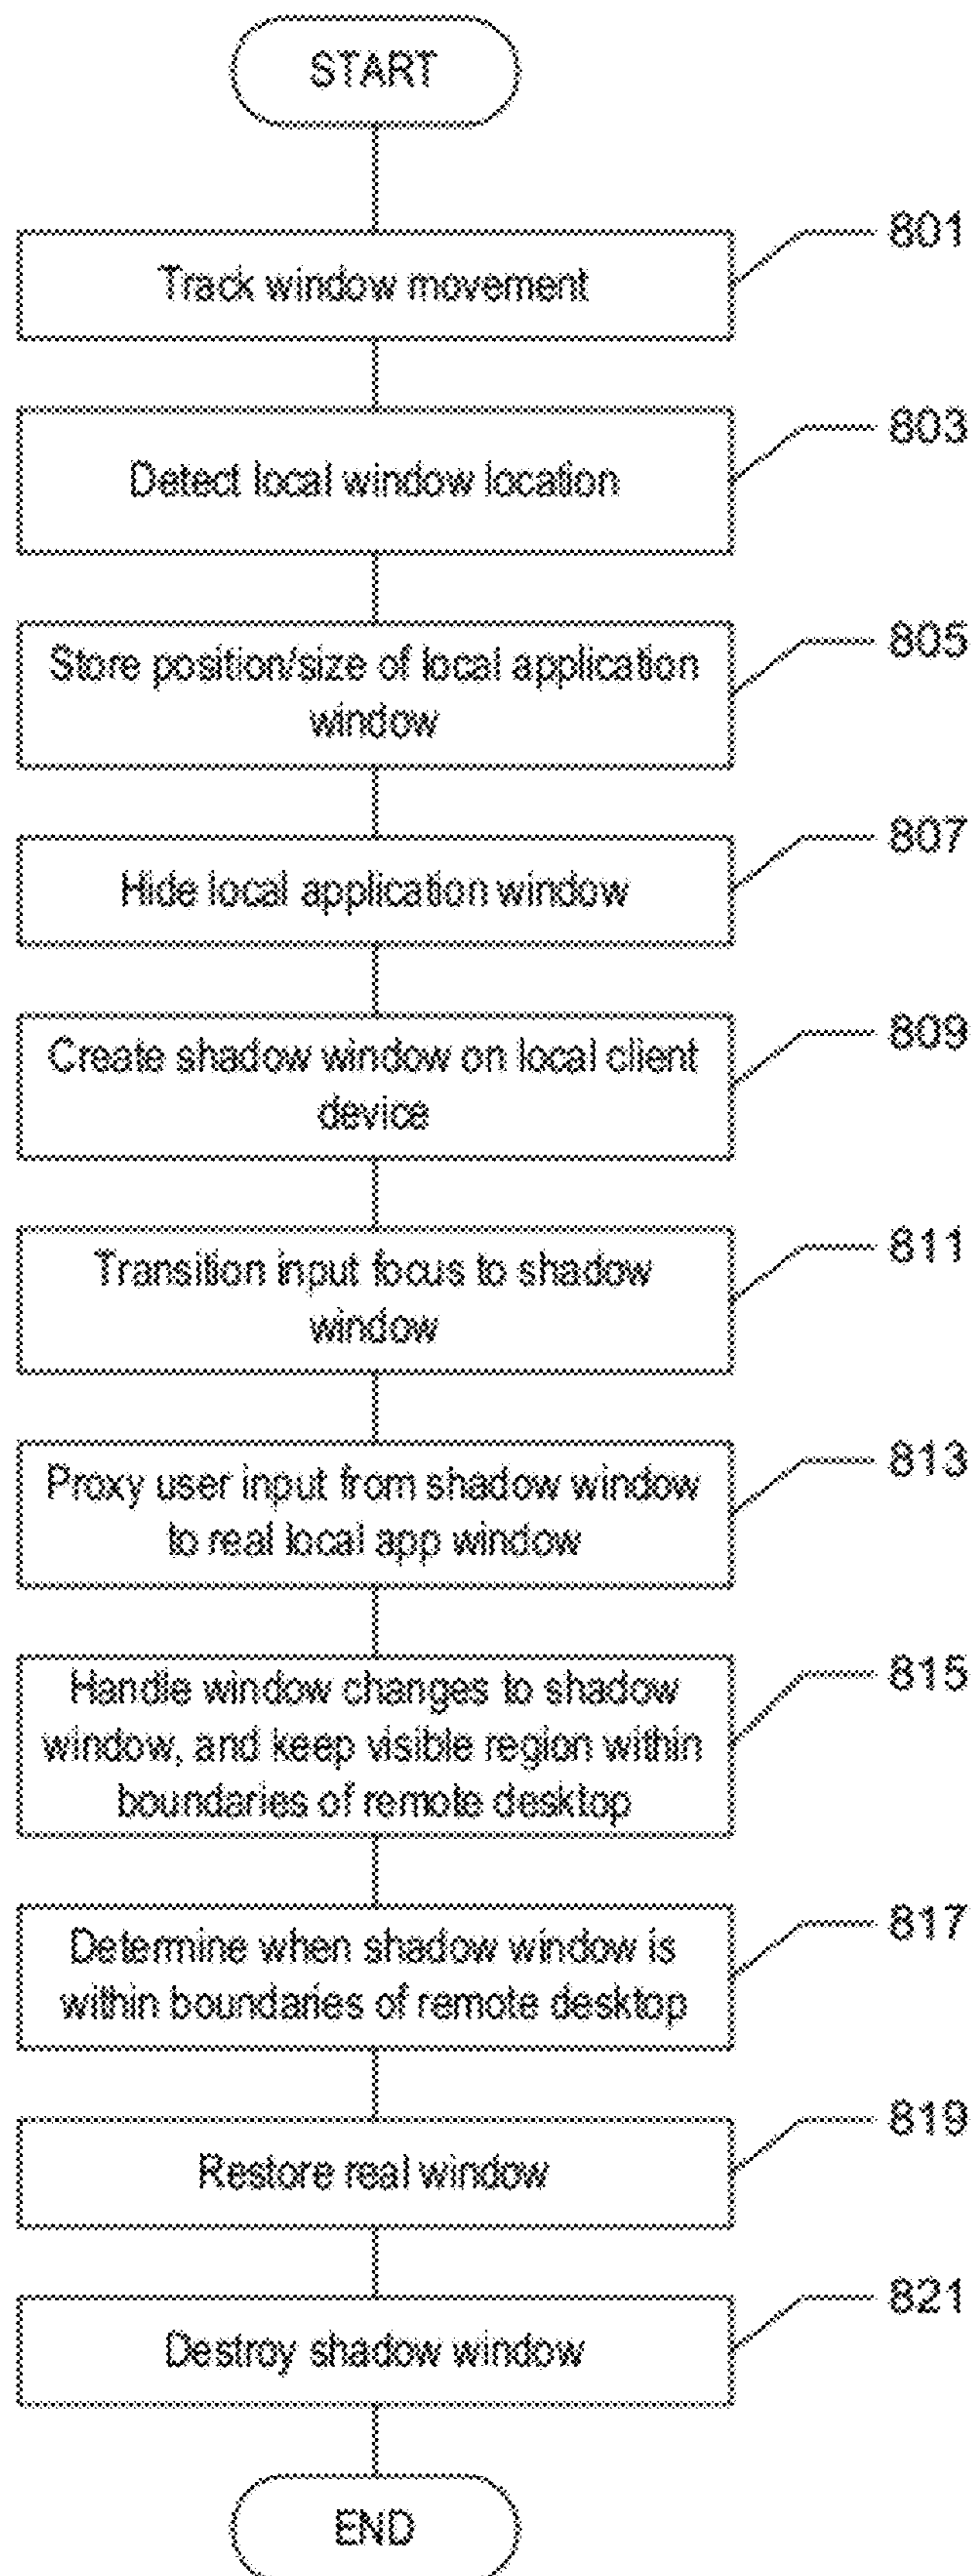 START
801
Track window movement
803
Detect local window location
805
Store position/size of local application
window
807
Hide local application window
809
Create shadow window on local client
device
811
Transition input focus to shadow
window
813
Proxy user input from shadow window
to real local app window
815
Handle window changes to shadow
window, and keep visible region within
boundaries of remote desktop
817
Determine when shadow window is
within boundaries of remote desktop
819
Restore real window
821
Destroy shadow window
END